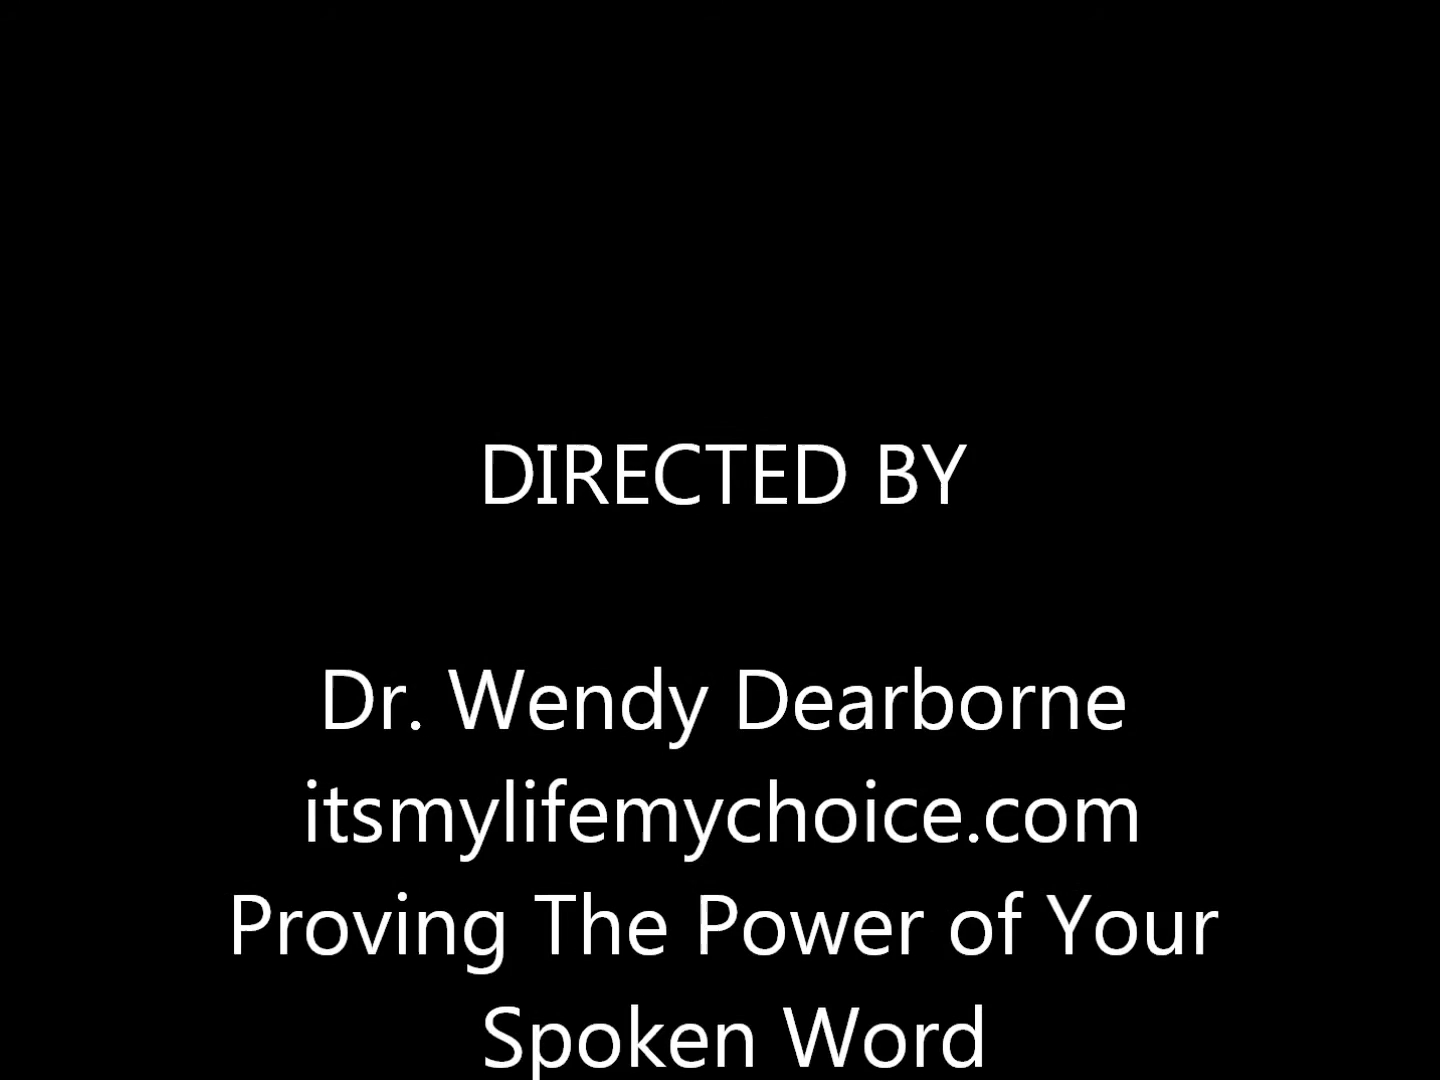 DIRECTED BY
Dr. Wendy Dearborne
itsmylifemychoice.com
Proving The Power of Your
Spoken Word